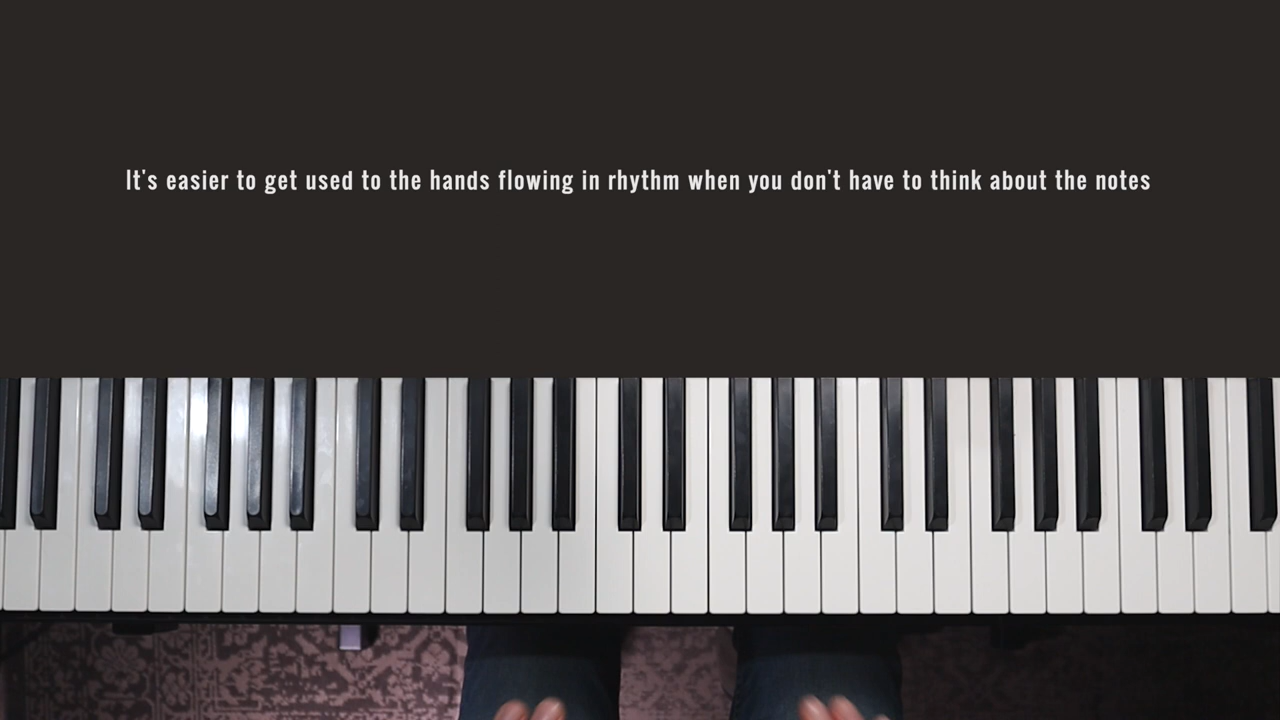 It's easier to get used to the hands flowing in rhythm when you don't have to think about the notes